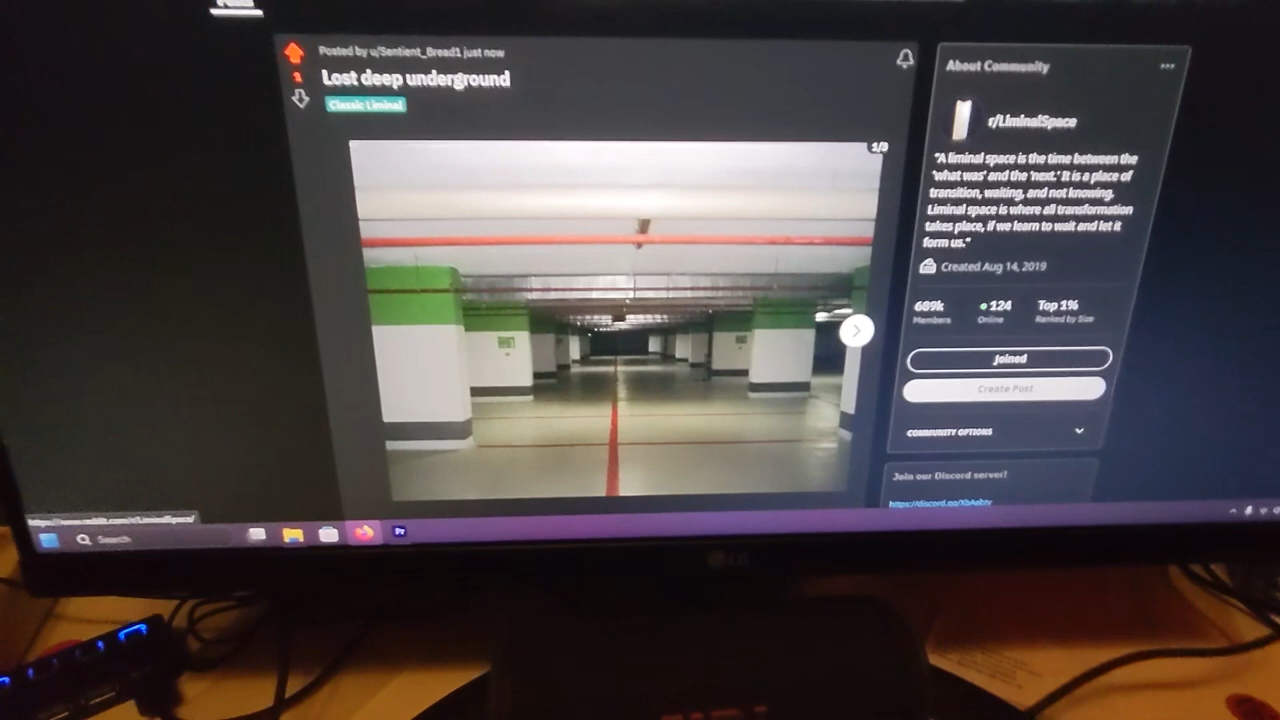 Posts
Posted by u/Sentient_Bread1 just now
1
Lost deep underground
Classic Liminal
1/3
About Community
r/LiminalSpace
"A liminal space is the time between the
'what was' and the 'next.' It is a place of
transition, waiting, and not knowing.
Liminal space is where all transformation
takes place, if we learn to wait and let it
form us."
Created Aug 14, 2019
609k
124
Top 1%
Members
Online
Ranked by Size
Joined
Create Post
COMMUNITY OPTIONS
Join our Discord server!
Search
Pr
LG